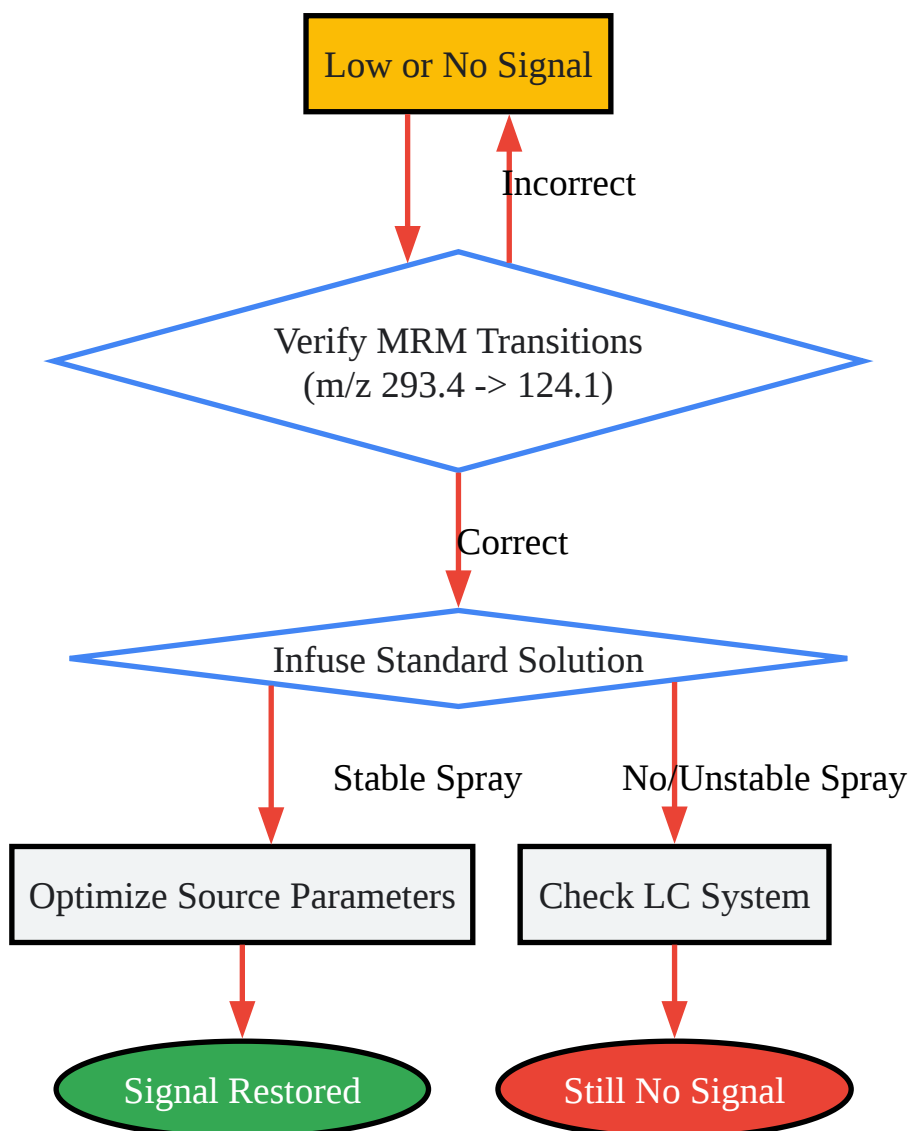 Low or No Signal
Incorrect
Verify MRM Transitions
(m/z 293.4 -> 124.1)
Correct
Infuse Standard Solution
Stable Spray
No/Unstable Spray
Optimize Source Parameters
Check LC System
Signal Restored
Still No Signal